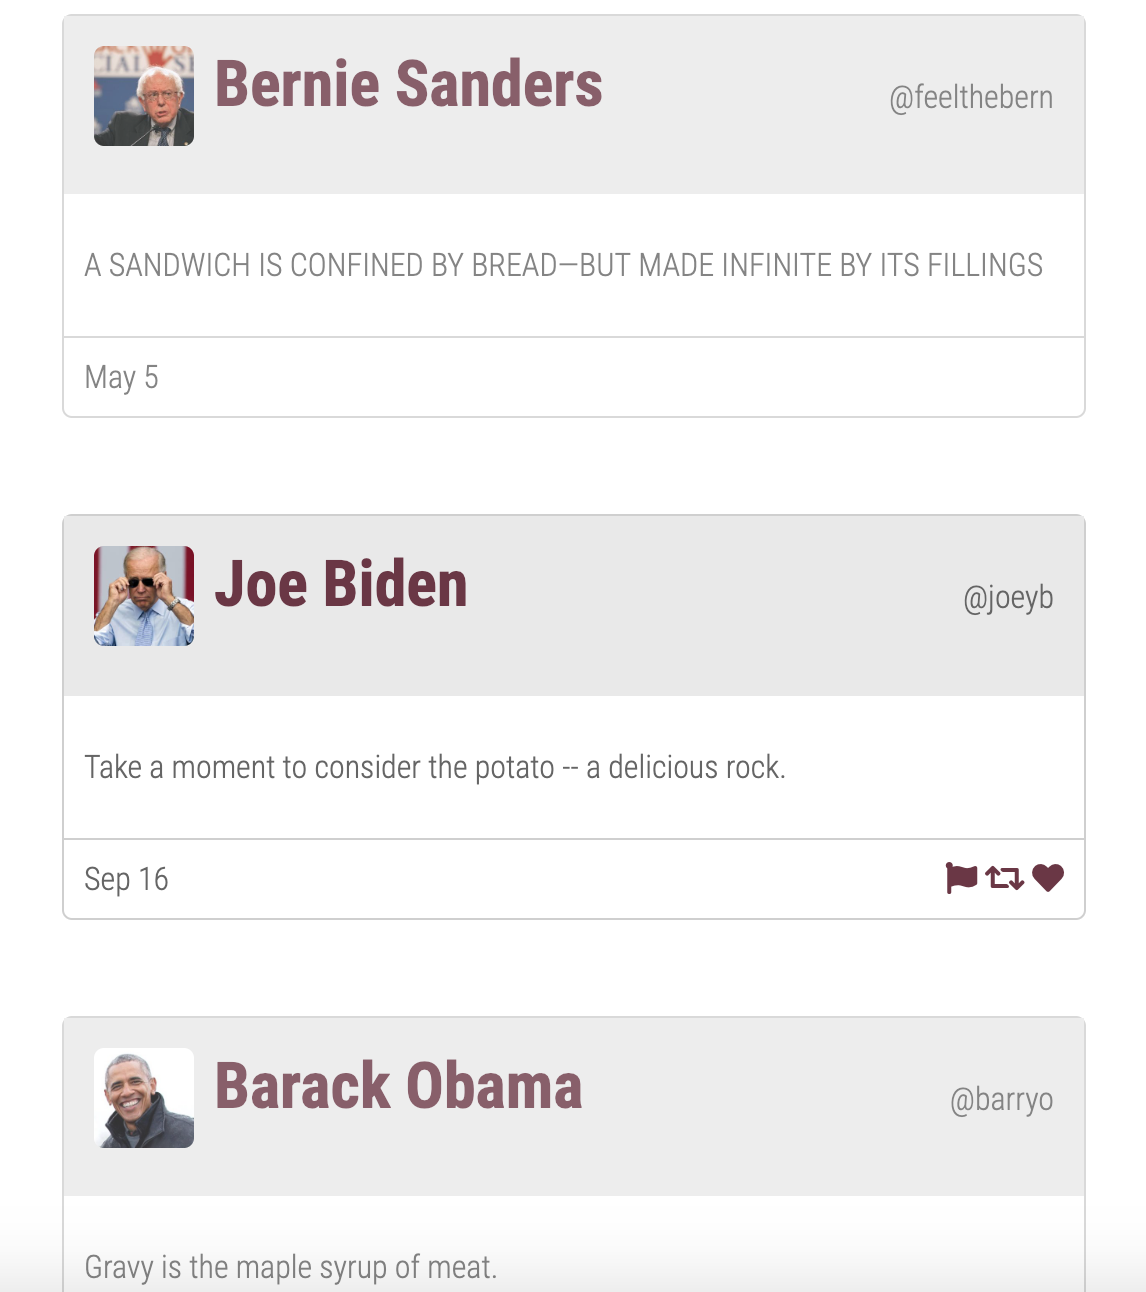 CIAL SE
Bernie Sanders
@feelthebern
A SANDWICH IS CONFINED BY BREAD—BUT MADE INFINITE BY ITS FILLINGS
May 5
Joe Biden
@joeyb
Take a moment to consider the potato -- a delicious rock.
Sep 16
Barack Obama
@barryo
Gravy is the maple syrup of meat.